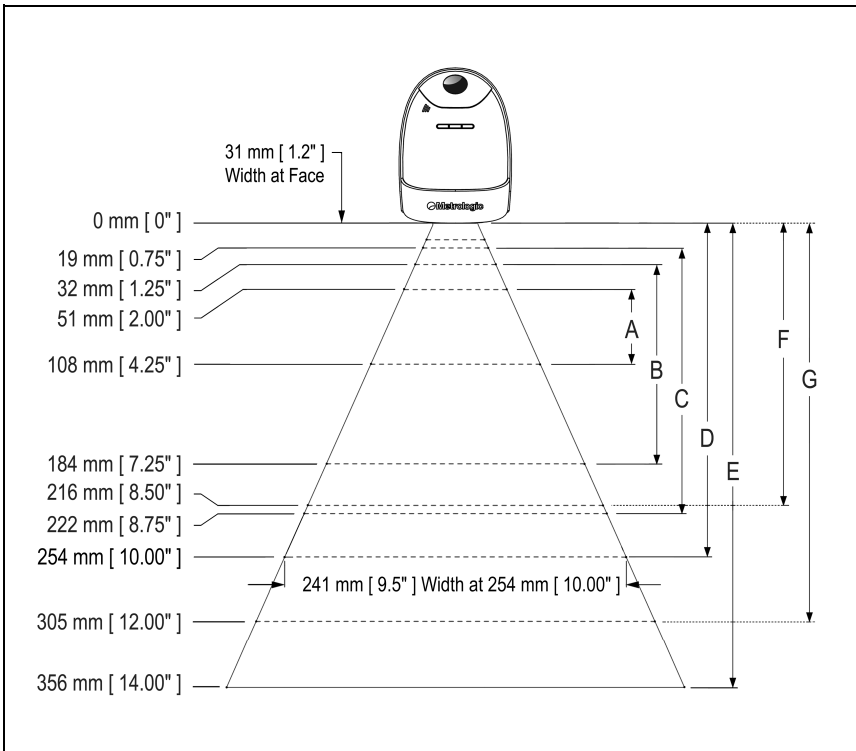 31 mm [ 1.2" ]
Width at Face
Metrologic
0 mm [ 0" ]
19 mm [ 0.75" ]
32 mm [ 1.25" ]
51 mm [ 2.00" ]
A
F
108 mm [ 4.25" ]
B
G
C
D
184 mm [ 7.25" ]
E
216 mm [ 8.50" ]
222 mm [ 8.75" ]
254 mm [ 10.00" ]
241 mm [ 9.5" ] Width at 254 mm [ 10.00" ]
305 mm [ 12.00" ]
356 mm [ 14.00" ]